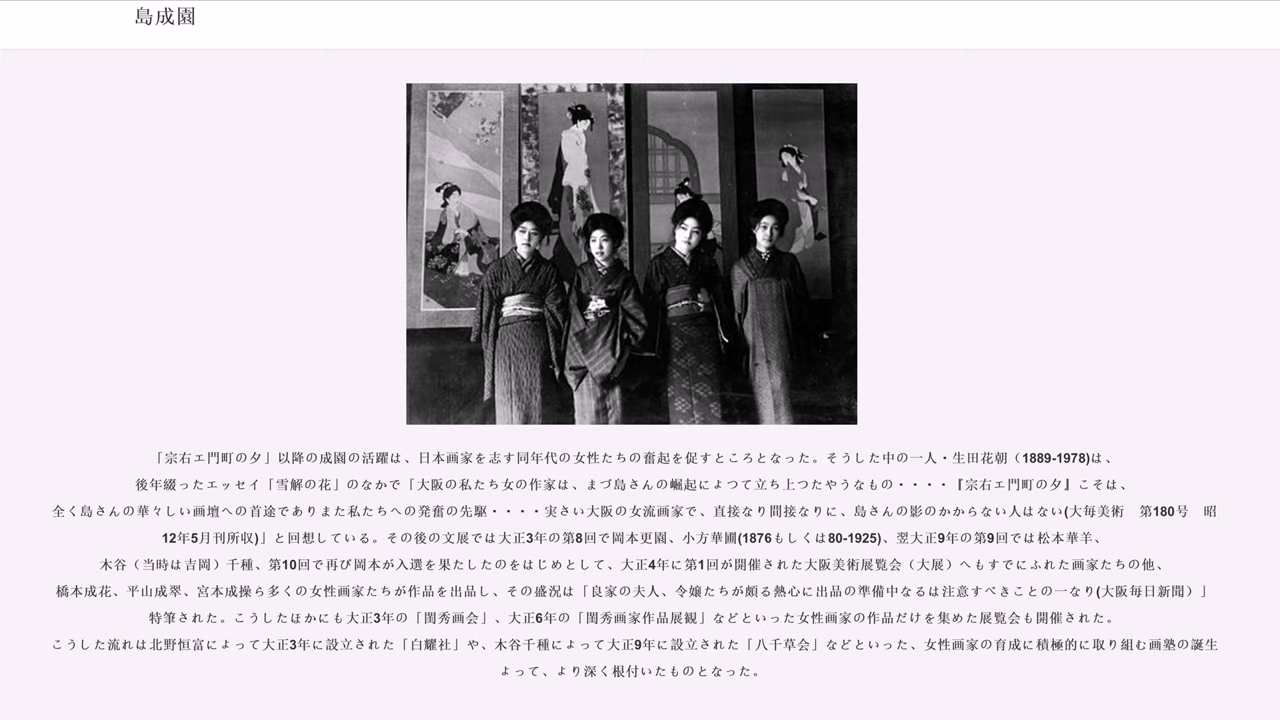 島成園
「宗右エ門町の夕」以降の成園の活躍は、日本画家を志す同年代の女性たちの奮起を促すところとなった。そうした中の一人・生田花朝（1889-1978)は、
後年綴ったエッセイ「雪解の花」のなかで「大阪の私たち女の作家は、まづ島さんの崛起によつて立ち上つたやうなもの・・・・『宗右エ門町の夕』こそは、
全く島さんの華々しい画壇への首途でありまた私たちへの発奮の先駆・・・・実さい大阪の女流画家で、直接なり間接なりに、島さんの影のかからない人はない(大毎美術　第180号　昭
12年5月刊所収)」と回想している。その後の文展では大正3年の第8回で岡本更園、小方華圃(1876もしくは80-1925)、翌大正9年の第9回では松本華羊、
木谷（当時は吉岡）千種、第10回で再び岡本が入選を果たしたのをはじめとして、大正4年に第1回が開催された大阪美術展覧会（大展）へもすでにふれた画家たちの他、
橋本成花、平山成翠、宮本成操ら多くの女性画家たちが作品を出品し、その盛況は「良家の夫人、令嬢たちが頗る熱心に出品の準備中なるは注意すべきことの一なり(大阪毎日新聞）」
特筆された。こうしたほかにも大正3年の「閨秀画会」、大正6年の「閨秀画家作品展観」などといった女性画家の作品だけを集めた展覧会も開催された。
こうした流れは北野恒富によって大正3年に設立された「白耀社」や、木谷千種によって大正9年に設立された「八千草会」などといった、女性画家の育成に積極的に取り組む画塾の誕生
よって、より深く根付いたものとなった。